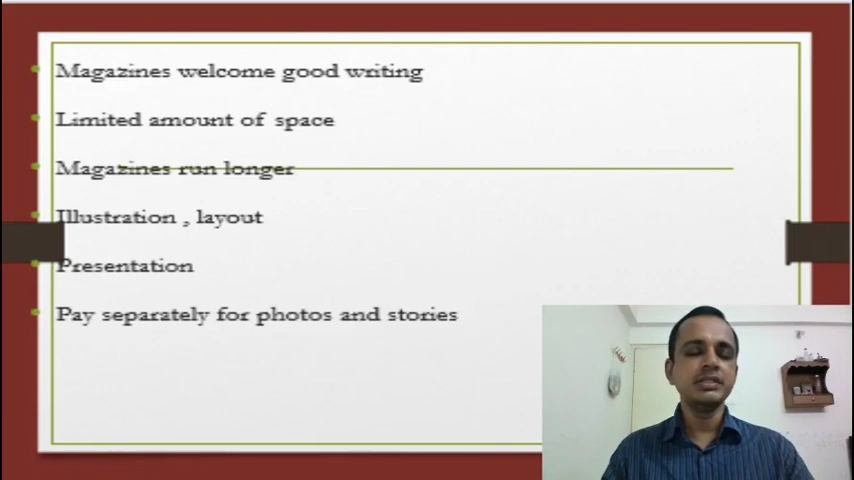 Magazines welcome good writing
Limited amount of space
Magazines run longer
Illustration , layout
Presentation
Pay separately for photos and stories